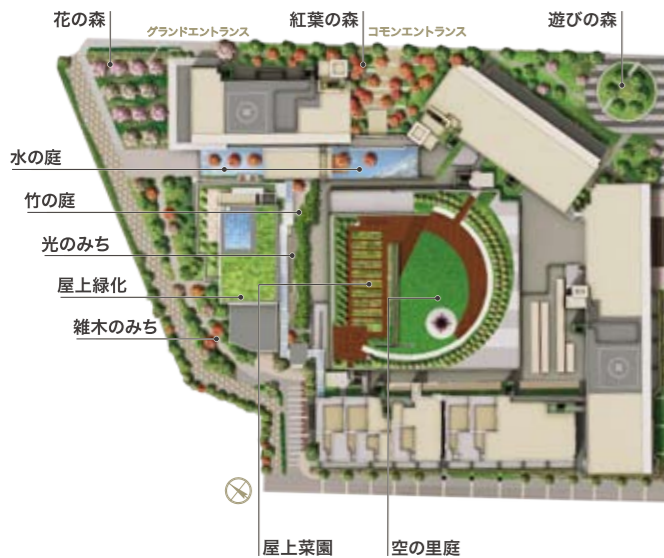 花の森
グランドエントランス
紅葉の森
コモンエントランス
遊びの森
水の庭
竹の庭
光のみち
屋上緑化
雑木のみち
屋上菜園
空の里庭